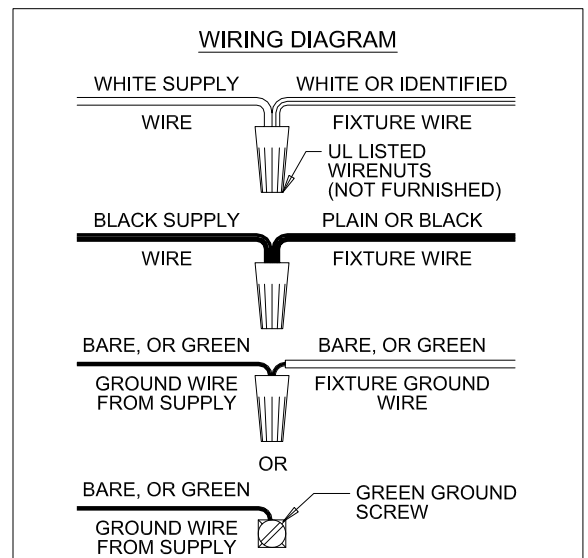 WIRING DIAGRAM
WHITE SUPPLY
WIRE
WHITE OR IDENTIFIED
FIXTURE WIRE
UL LISTED
WIRENUTS
(NOT FURNISHED)
BLACK SUPPLY
WIRE
PLAIN OR BLACK
FIXTURE WIRE
BARE, OR GREEN
GROUND WIRE
FROM SUPPLY
BARE, OR GREEN
FIXTURE GROUND
WIRE
OR
BARE, OR GREEN
GROUND WIRE
FROM SUPPLY
GREEN GROUND
SCREW